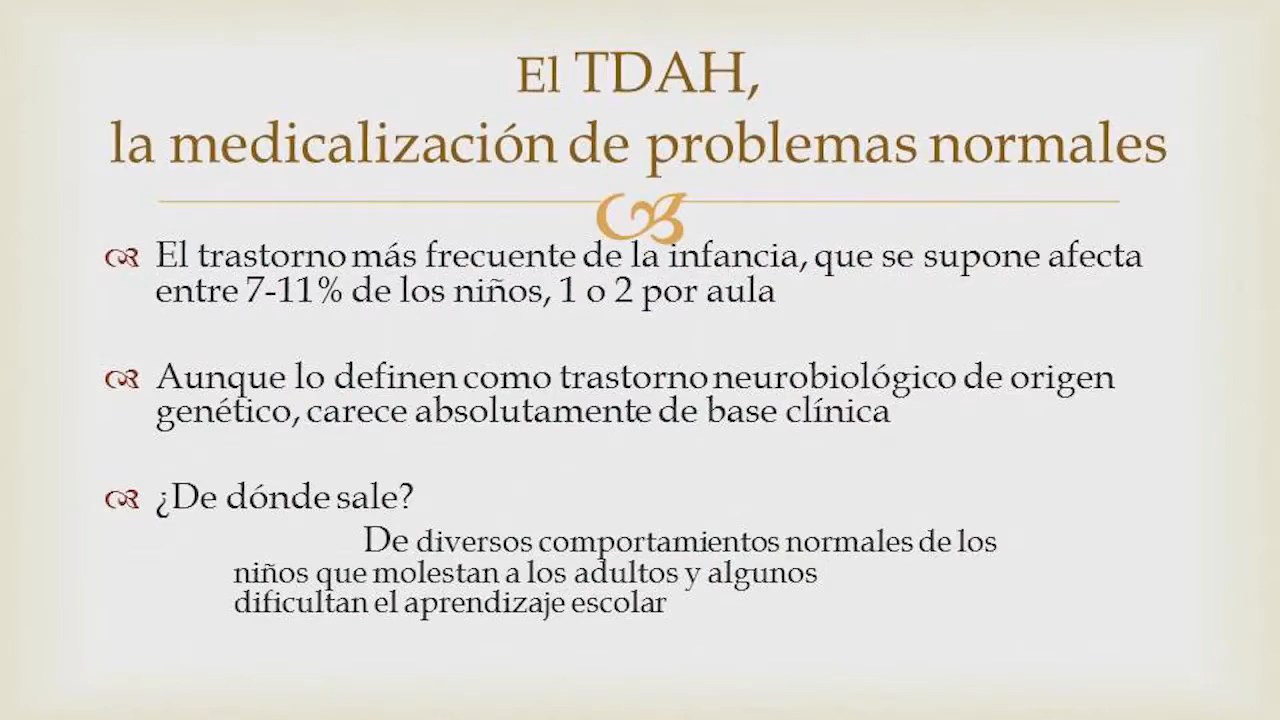 El TDAH,
la medicalización de problemas normales
El trastorno más frecuente de la infancia, que se supone afecta
entre 7-11% de los niños, 1 o 2 por aula
Aunque lo definen como trastorno neurobiológico de origen
genético, carece absolutamente de base clínica
¿De dónde sale?
De diversos comportamientos normales de los
niños que molestan a los adultos y algunos
dificultan el aprendizaje escolar